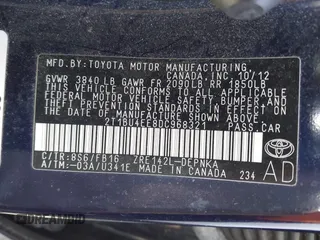 MFD.BY:TOYOTA MOTOR MANUFACTURING,
CANADA, INC. 10/12
GVWR 3840 LB GAWR FR 2090LB RR 1850LB
THIS VEHICLE CONFORMS TO ALL APPLICABLE
FEDERAL MOTOR VEHICLE SAFETY, BUMPER, AND
THEFT PREVENTION STANDARDS IN EFFECT ON
THE DATE OF MANUFACTURE SHOWN ABOVE.
2T1BU4EE8DC968321 PASS.CAR
C/TR:8S6/FB16 ZRE142L-DEPNKA
A/TM:-03A/U341E MADE IN CANADA 234
AD
TOYOTA
DREAMBID